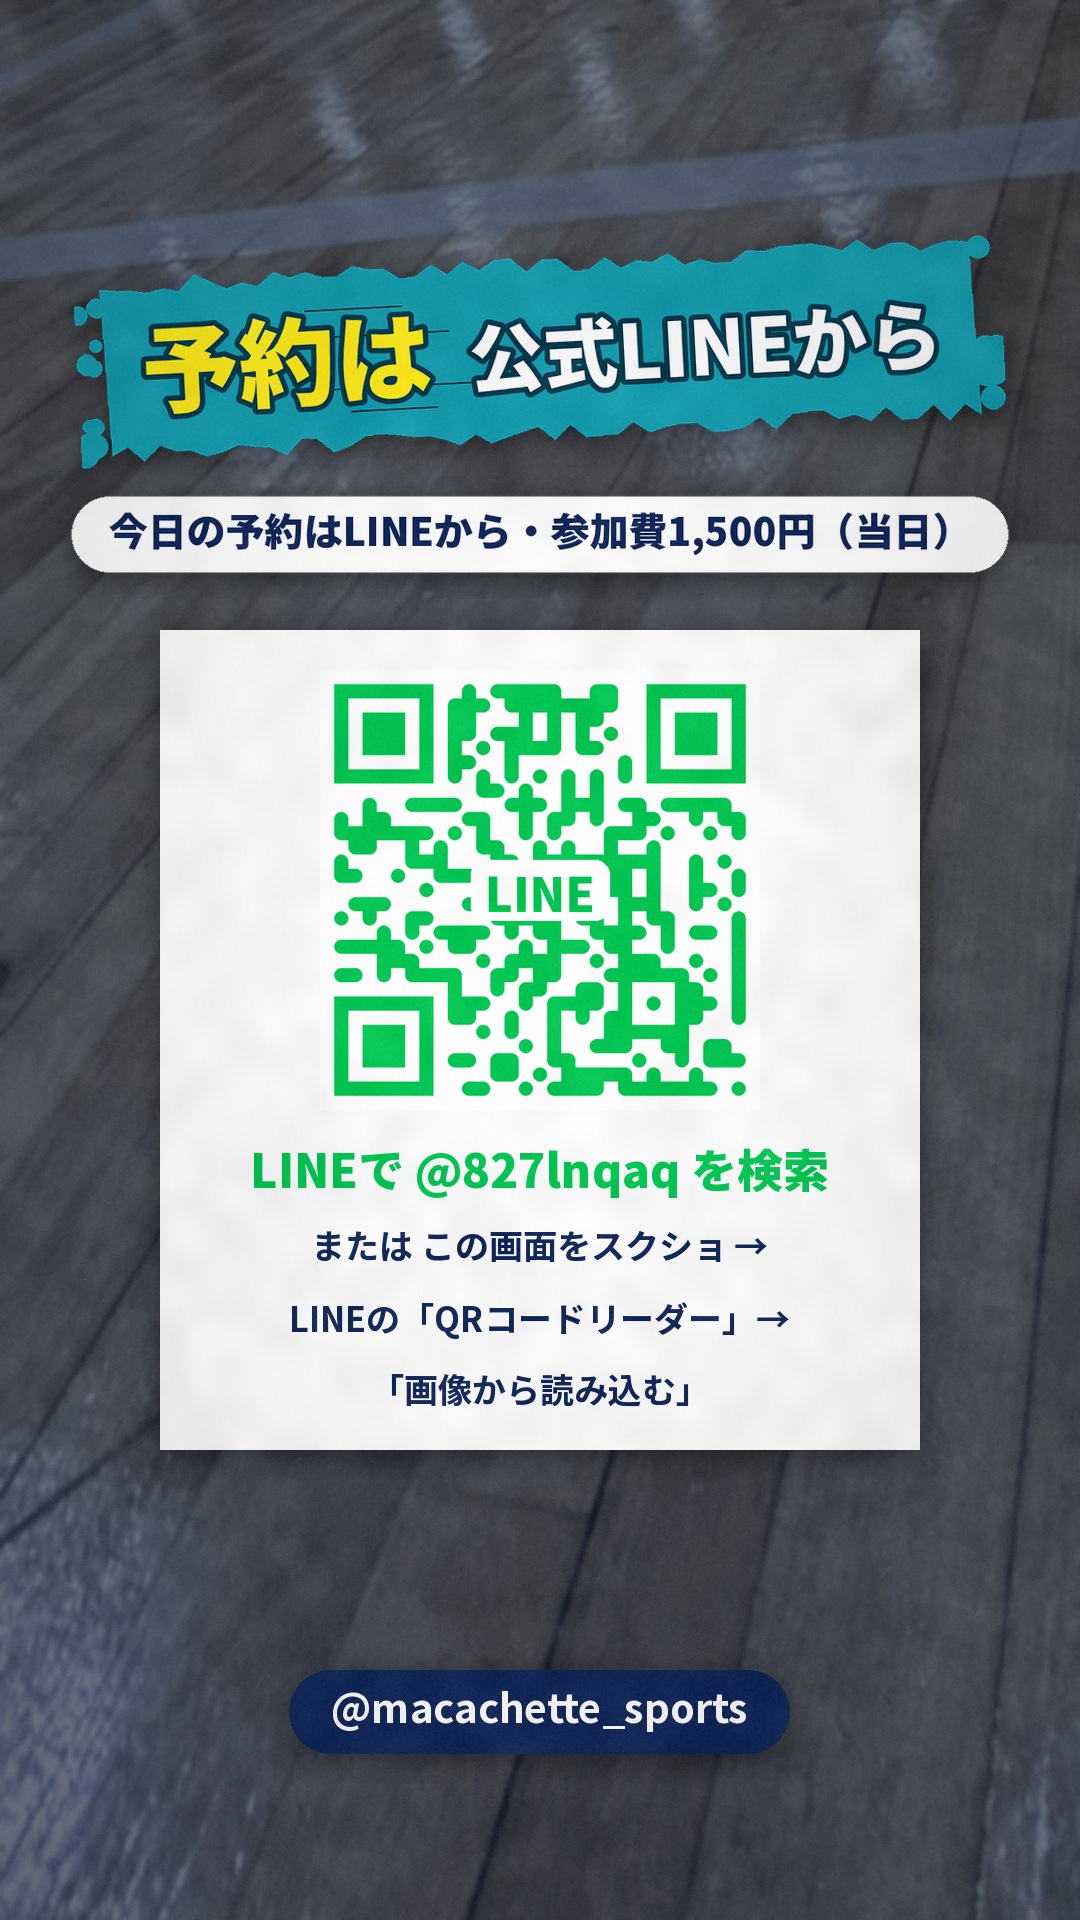 予約は 公式LINEから
今日の予約はLINEから・参加費1,500円（当日）
LINE
LINEで @827lnqaq を検索
または この画面をスクショ →
LINEの「QRコードリーダー」→
「画像から読み込む」
@macachette_sports